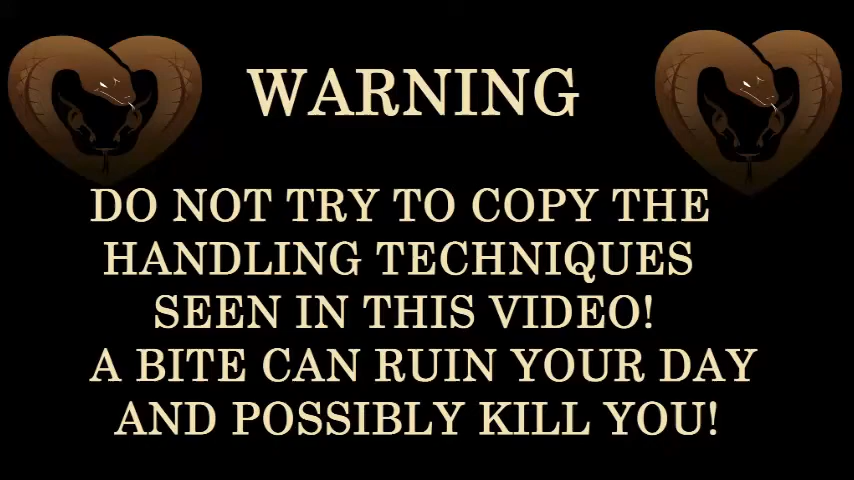 WARNING
DO NOT TRY TO COPY THE
HANDLING TECHNIQUES
SEEN IN THIS VIDEO!
A BITE CAN RUIN YOUR DAY
AND POSSIBLY KILL YOU!